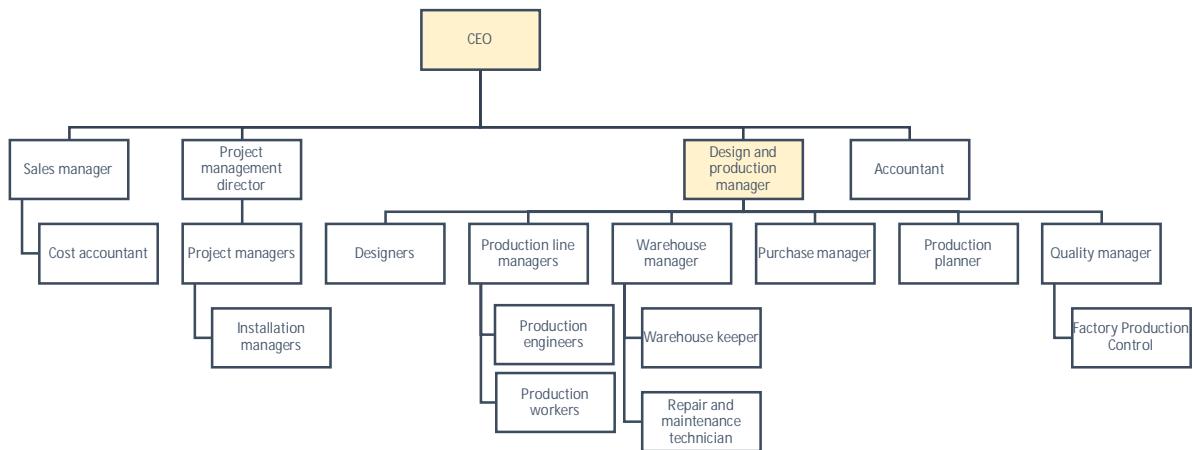 CEO
Sales manager
Project
management
director
Design and
production
manager
Accountant
Cost accountant
Project managers
Designers
Production line
managers
Warehouse
manager
Purchase manager
Production
planner
Quality manager
Installation
managers
Production
engineers
Warehouse keeper
Factory Production
Control
Production
workers
Repair and
maintenance
technician